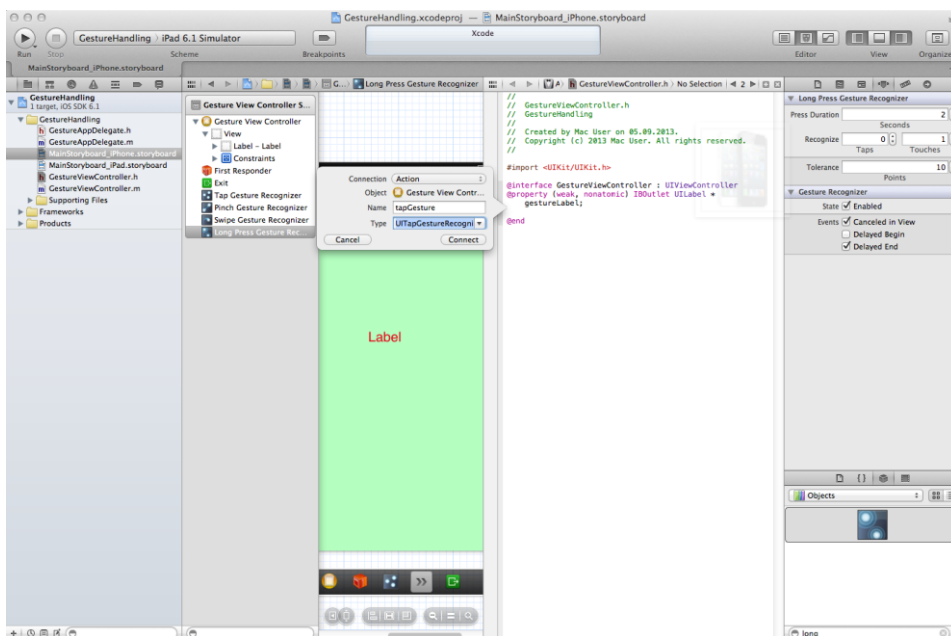 GestureHandling.xcodeproj — MainStoryboard_iPhone.storyboard
GestureHandling › iPad 6.1 Simulator
Xcode
Run Stop Scheme Breakpoints Editor View Organize
MainStoryboard_iPhone.storyboard
G... Long Press Gesture Recognizer
GestureViewController.h › No Selection 2
GestureHandling
1 target, iOS SDK 6.1
GestureHandling
GestureAppDelegate.h
GestureAppDelegate.m
MainStoryboard_iPhone.storyboard
MainStoryboard_iPad.storyboard
GestureViewController.h
GestureViewController.m
Supporting Files
Frameworks
Products
Gesture View Controller S...
Gesture View Controller
View
Label - Label
Constraints
First Responder
Exit
Tap Gesture Recognizer
Pinch Gesture Recognizer
Swipe Gesture Recognizer
Long Press Gesture Rec...
Connection Action
Object Gesture View Contr...
Name tapGesture
Type UITapGestureRecogni
Cancel Connect
Label
//
// GestureViewController.h
// GestureHandling
//
// Created by Mac User on 05.09.2013.
// Copyright (c) 2013 Mac User. All rights reserved.
//
#import <UIKit/UIKit.h>
@interface GestureViewController : UIViewController
@property (weak, nonatomic) IBOutlet UILabel *
gestureLabel;
@end
Long Press Gesture Recognizer
Press Duration 2
Seconds
Recognize 0 1
Taps Touches
Tolerance 10
Points
Gesture Recognizer
State Enabled
Events Canceled in View
Delayed Begin
Delayed End
Objects
long